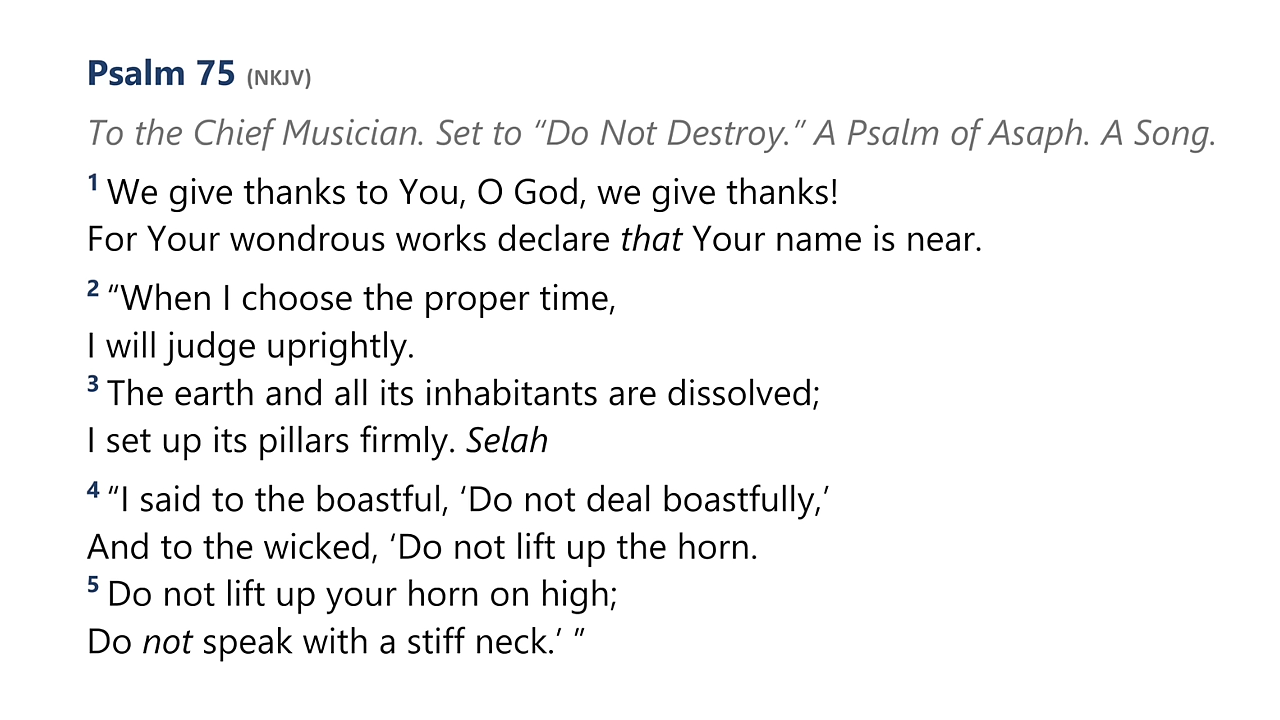 Psalm 75 (NKJV)
To the Chief Musician. Set to “Do Not Destroy.” A Psalm of Asaph. A Song.
1 We give thanks to You, O God, we give thanks!
For Your wondrous works declare that Your name is near.
2 “When I choose the proper time,
I will judge uprightly.
3 The earth and all its inhabitants are dissolved;
I set up its pillars firmly. Selah
4 “I said to the boastful, ‘Do not deal boastfully,’
And to the wicked, ‘Do not lift up the horn.
5 Do not lift up your horn on high;
Do not speak with a stiff neck.’ ”